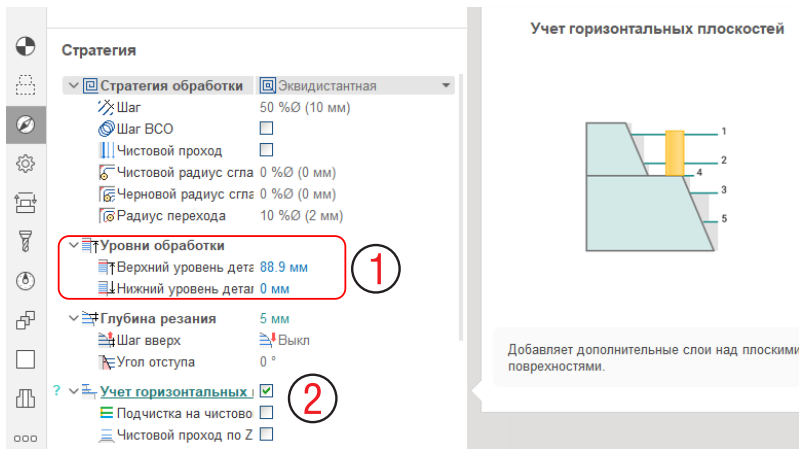 Стратегия
Стратегия обработки Эквидистантная
Шаг 50 %Ø (10 мм)
Шаг ВСО
Чистовой проход
Чистовой радиус сгла 0 %Ø (0 мм)
Черновой радиус сгла 0 %Ø (0 мм)
Радиус перехода 10 %Ø (2 мм)
Уровни обработки
Верхний уровень дета 88.9 мм
Нижний уровень детал 0 мм
1
Глубина резания 5 мм
Шаг вверх Выкл
Угол отступа 0 °
? Учет горизонтальных
2
Подчистка на чистово
Чистовой проход по Z
Учет горизонтальных плоскостей
1
2
4
3
5
Добавляет дополнительные слои над плоскими
поврехностями.